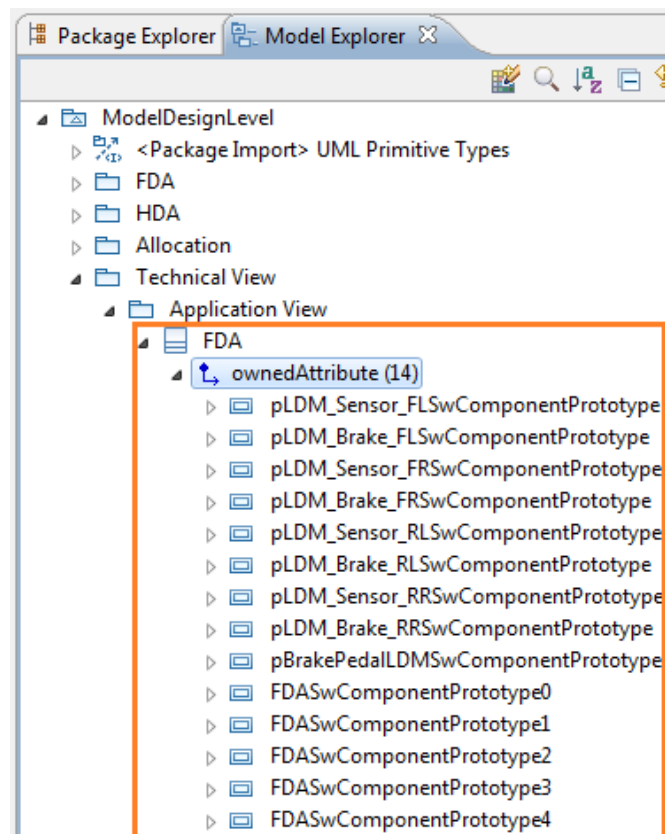 Package Explorer Model Explorer
ModelDesignLevel
<Package Import> UML Primitive Types
FDA
HDA
Allocation
Technical View
Application View
FDA
ownedAttribute (14)
pLDM_Sensor_FLSwComponentPrototype
pLDM_Brake_FLSwComponentPrototype
pLDM_Sensor_FRSwComponentPrototype
pLDM_Brake_FRSwComponentPrototype
pLDM_Sensor_RLSwComponentPrototype
pLDM_Brake_RLSwComponentPrototype
pLDM_Sensor_RRSwComponentPrototype
pLDM_Brake_RRSwComponentPrototype
pBrakePedalLDMSwComponentPrototype
FDASwComponentPrototype0
FDASwComponentPrototype1
FDASwComponentPrototype2
FDASwComponentPrototype3
FDASwComponentPrototype4